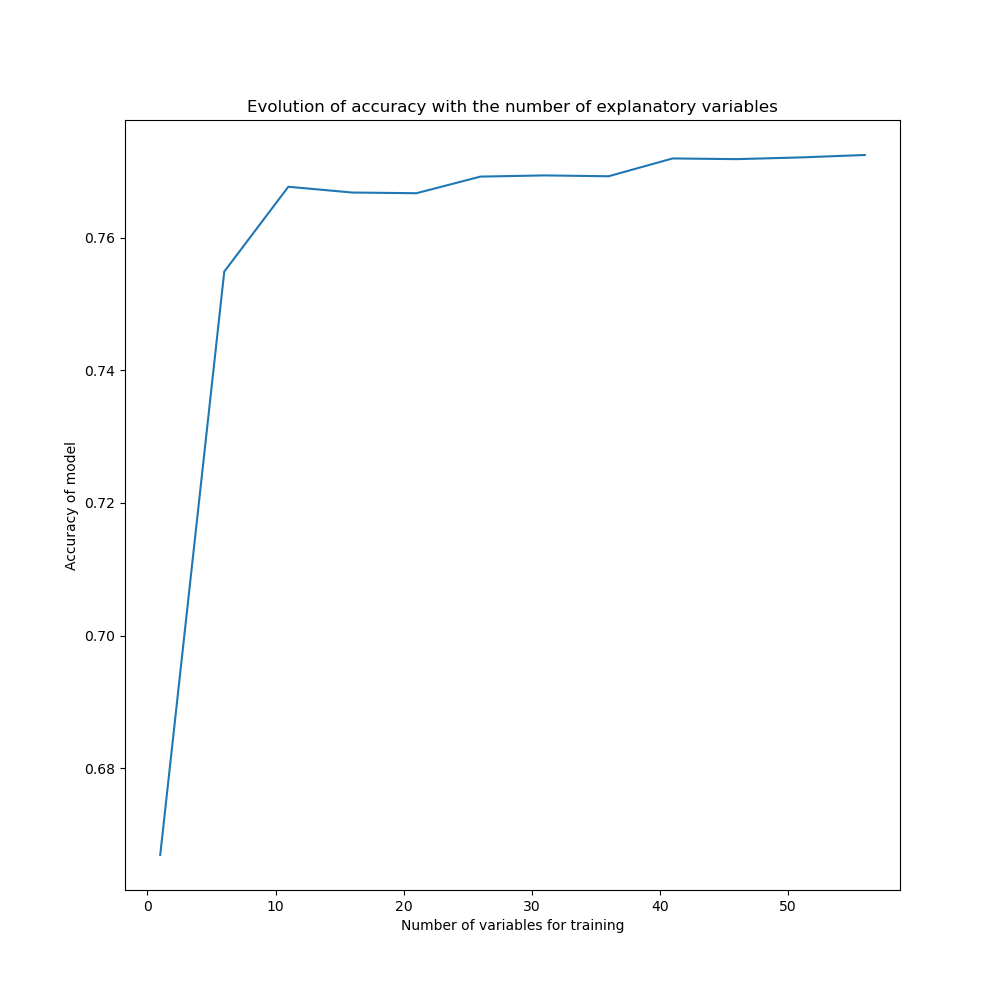 Evolution of accuracy with the number of explanatory variables
Accuracy of model
0.76
0.74
0.72
0.70
0.68
0 10 20 30 40 50
Number of variables for training